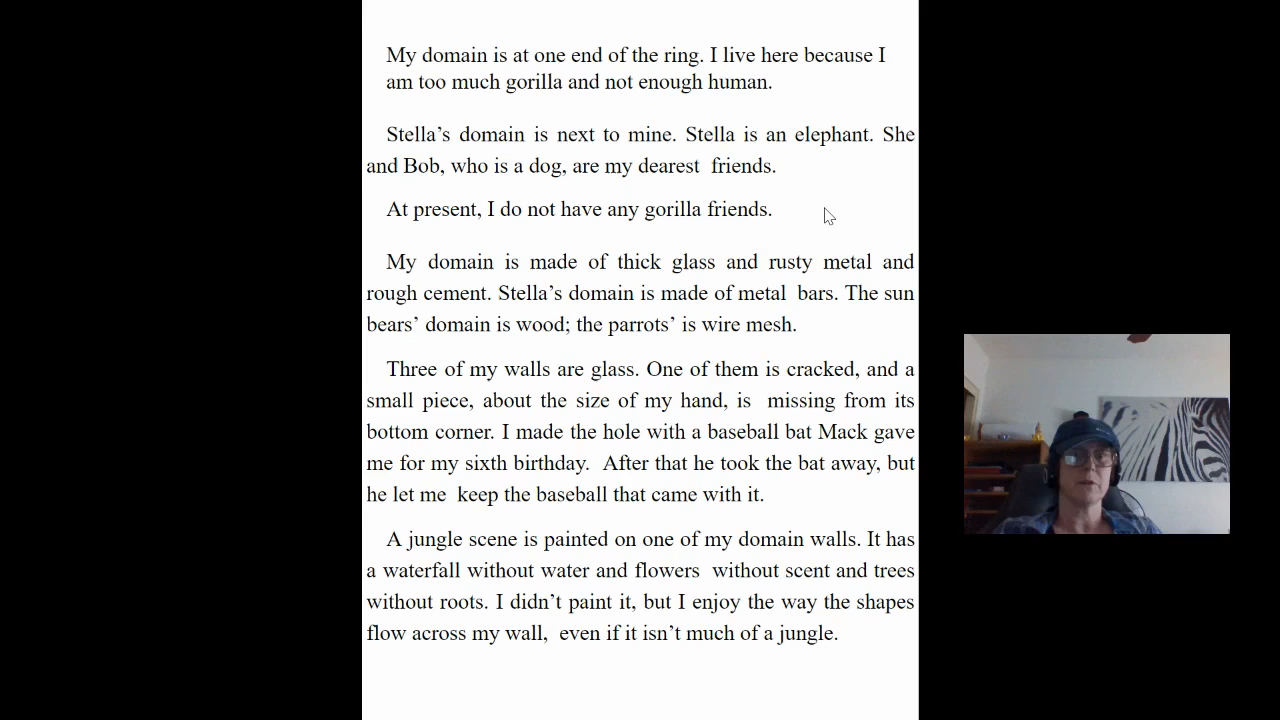 My domain is at one end of the ring. I live here because I
am too much gorilla and not enough human.
Stella’s domain is next to mine. Stella is an elephant. She
and Bob, who is a dog, are my dearest friends.
At present, I do not have any gorilla friends.
My domain is made of thick glass and rusty metal and
rough cement. Stella’s domain is made of metal bars. The sun
bears’ domain is wood; the parrots’ is wire mesh.
Three of my walls are glass. One of them is cracked, and a
small piece, about the size of my hand, is missing from its
bottom corner. I made the hole with a baseball bat Mack gave
me for my sixth birthday. After that he took the bat away, but
he let me keep the baseball that came with it.
A jungle scene is painted on one of my domain walls. It has
a waterfall without water and flowers without scent and trees
without roots. I didn’t paint it, but I enjoy the way the shapes
flow across my wall, even if it isn’t much of a jungle.